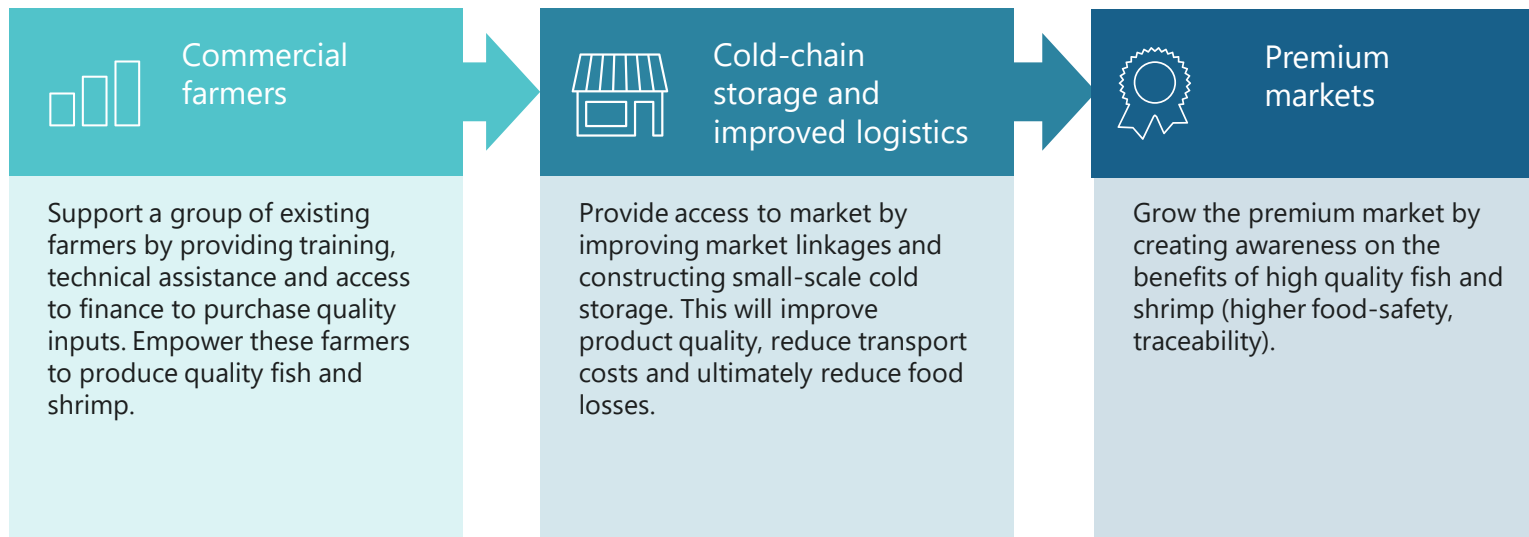 Commercial
farmers
Support a group of existing
farmers by providing training,
technical assistance and access
to finance to purchase quality
inputs. Empower these farmers
to produce quality fish and
shrimp.
Cold-chain
storage and
improved logistics
Provide access to market by
improving market linkages and
constructing small-scale cold
storage. This will improve
product quality, reduce transport
costs and ultimately reduce food
losses.
Premium
markets
Grow the premium market by
creating awareness on the
benefits of high quality fish and
shrimp (higher food-safety,
traceability).